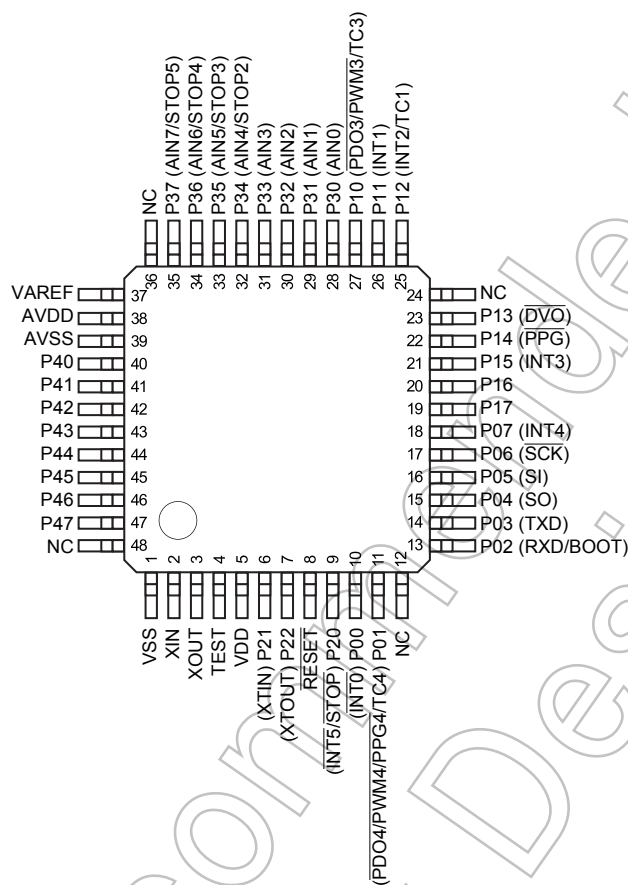 NC
P37 (AIN7/STOP5)
P36 (AIN6/STOP4)
P35 (AIN5/STOP3)
P34 (AIN4/STOP2)
P33 (AIN3)
P32 (AIN2)
P31 (AIN1)
P30 (AIN0)
P10 (PDO3/PWM3/TC3)
P11 (INT1)
P12 (INT2/TC1)
36
35
34
33
32
31
30
29
28
27
26
25
VAREF 37
AVDD 38
AVSS 39
P40 40
P41 41
P42 42
P43 43
P44 44
P45 45
P46 46
P47 47
NC 48
24 NC
23 P13 (DVO)
22 P14 (PPG)
21 P15 (INT3)
20 P16
19 P17
18 P07 (INT4)
17 P06 (SCK)
16 P05 (SI)
15 P04 (SO)
14 P03 (TXD)
13 P02 (RXD/BOOT)
1
2
3
4
5
6
7
8
9
10
11
12
VSS
XIN
XOUT
TEST
VDD
(XTIN) P21
(XTOUT) P22
RESET
(INT5/STOP) P20
(INT0) P00
(PDO4/PWM4/PPG4/TC4) P01
NC